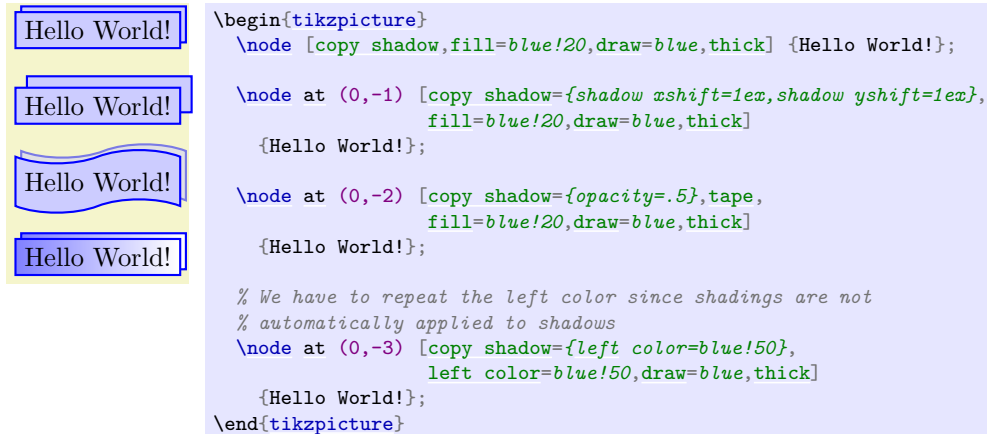 Hello World!
Hello World!
Hello World!
Hello World!
\begin{tikzpicture}
  \node [copy shadow,fill=blue!20,draw=blue,thick] {Hello World!};

  \node at (0,-1) [copy shadow={shadow xshift=1ex,shadow yshift=1ex},
                   fill=blue!20,draw=blue,thick]
    {Hello World!};

  \node at (0,-2) [copy shadow={opacity=.5},tape,
                   fill=blue!20,draw=blue,thick]
    {Hello World!};

  % We have to repeat the left color since shadings are not
  % automatically applied to shadows
  \node at (0,-3) [copy shadow={left color=blue!50},
                   left color=blue!50,draw=blue,thick]
    {Hello World!};
\end{tikzpicture}